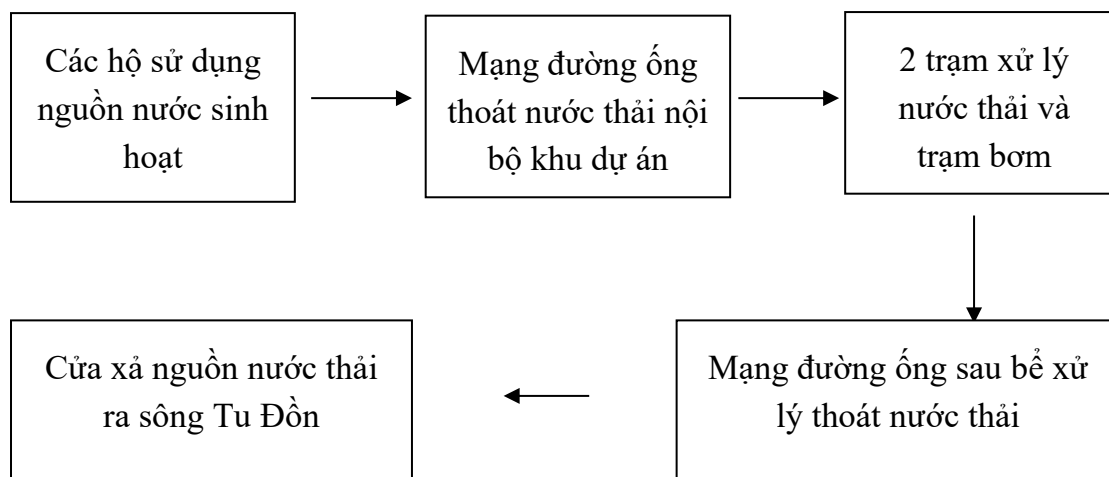 Các hộ sử dụng
nguồn nước sinh
hoạt
Mạng đường ống
thoát nước thải nội
bộ khu dự án
2 trạm xử lý
nước thải và
trạm bơm
Mạng đường ống sau bể xử
lý thoát nước thải
Cửa xả nguồn nước thải
ra sông Tu Đồn